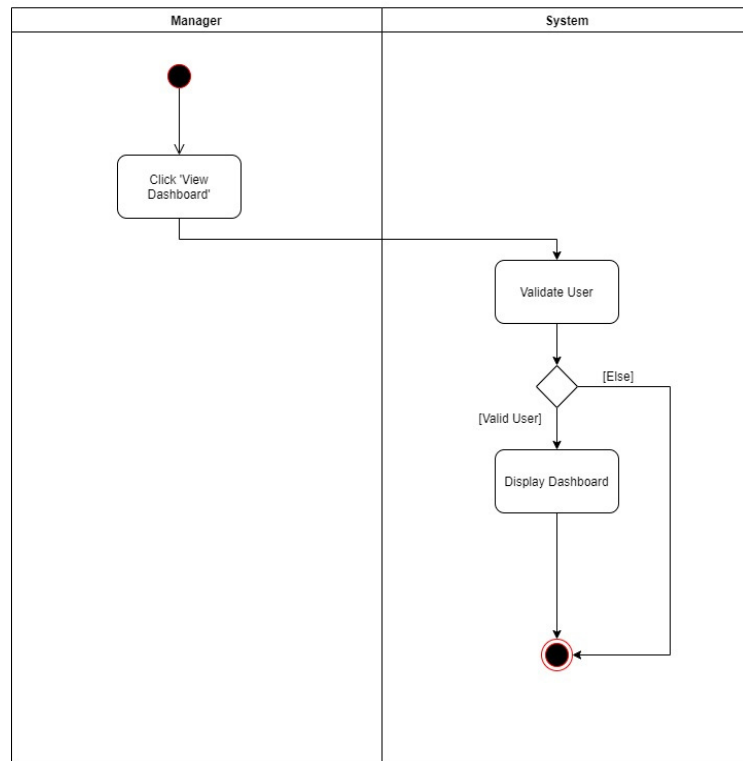 Manager
System
Click 'View
Dashboard'
Validate User
[Else]
[Valid User]
Display Dashboard